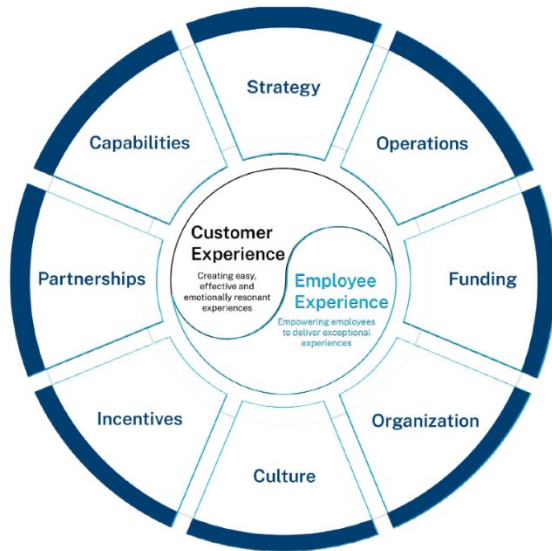 Strategy
Operations
Funding
Organization
Culture
Incentives
Partnerships
Capabilities
Customer
Experience
Creating easy,
effective and
emotionally resonant
experiences
Employee
Experience
Empowering employees
to deliver exceptional
experiences